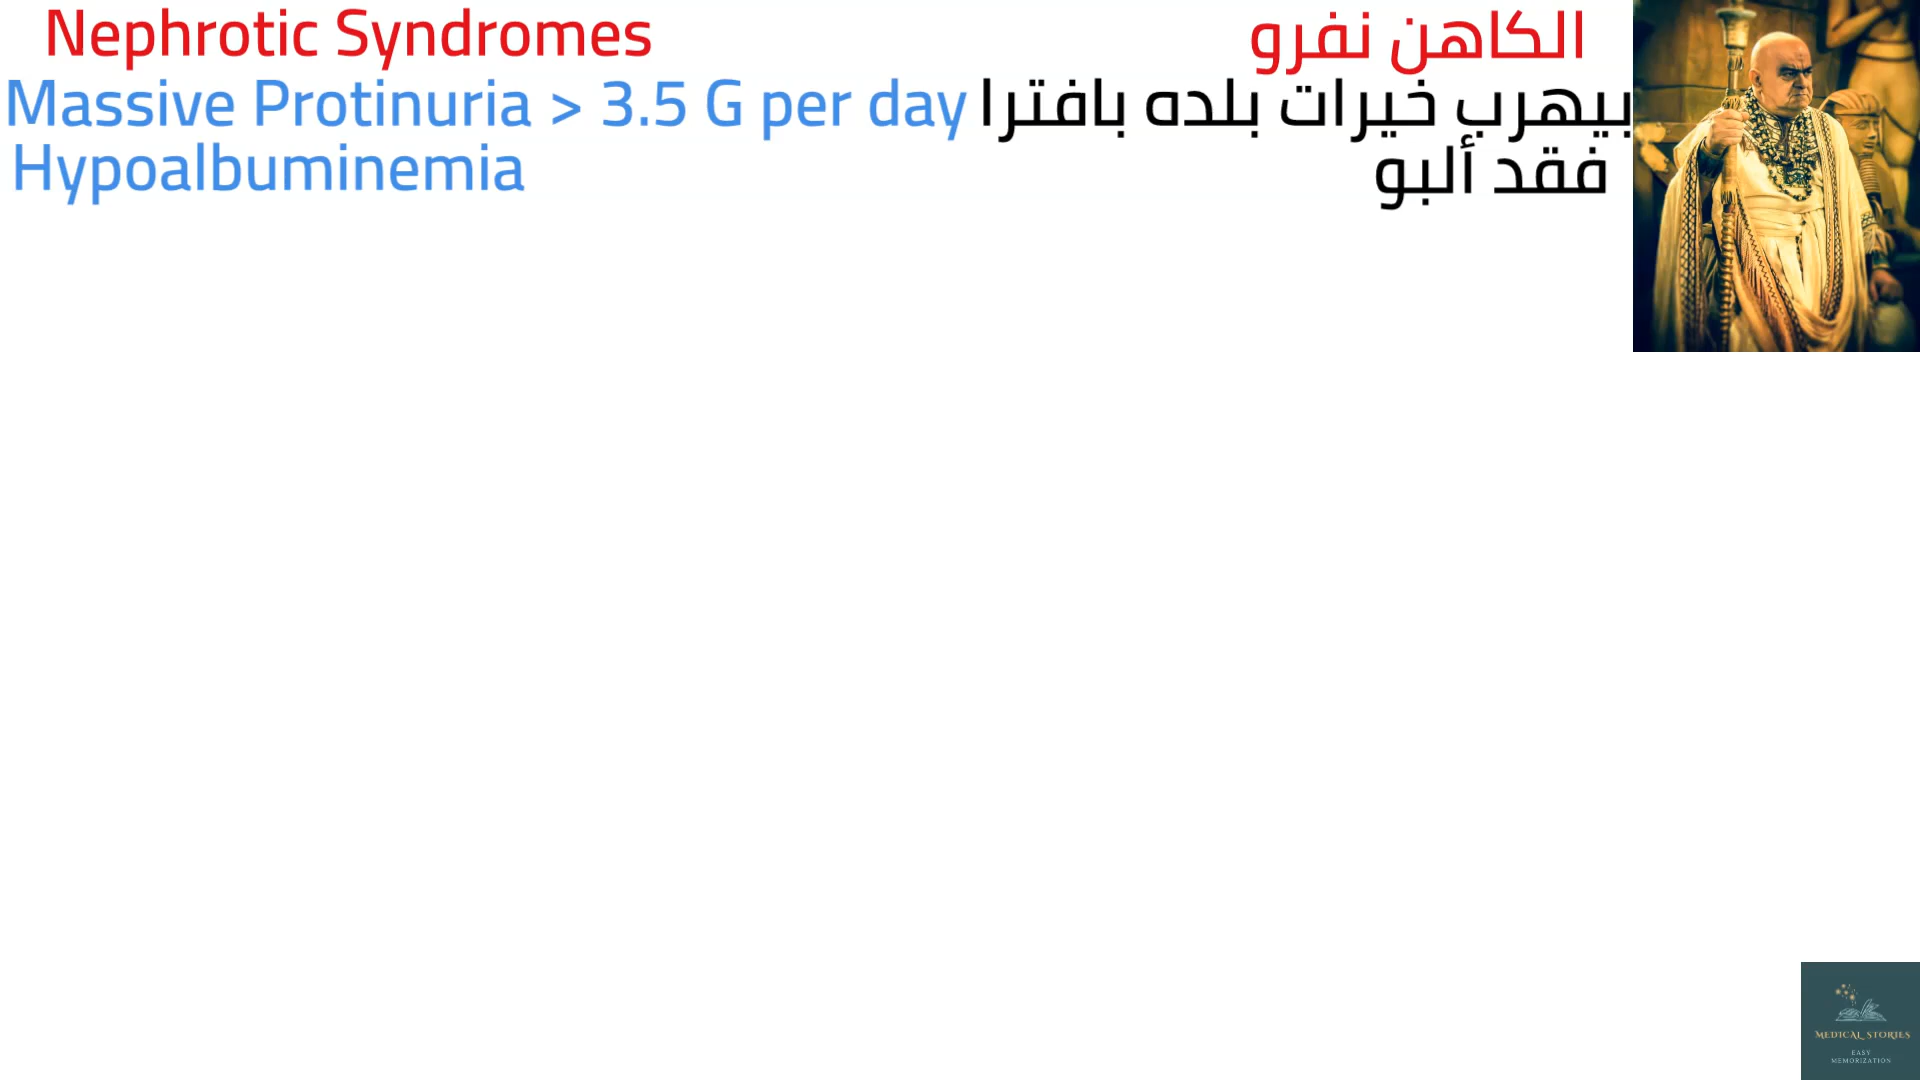 Nephrotic Syndromes الكاهن نفرو
Massive Protinuria > 3.5 G per day بيهرب خيرات بلده بافترا
Hypoalbuminemia فقد ألبو
MEDICAL STORIES
EASY
MEMORIZATION